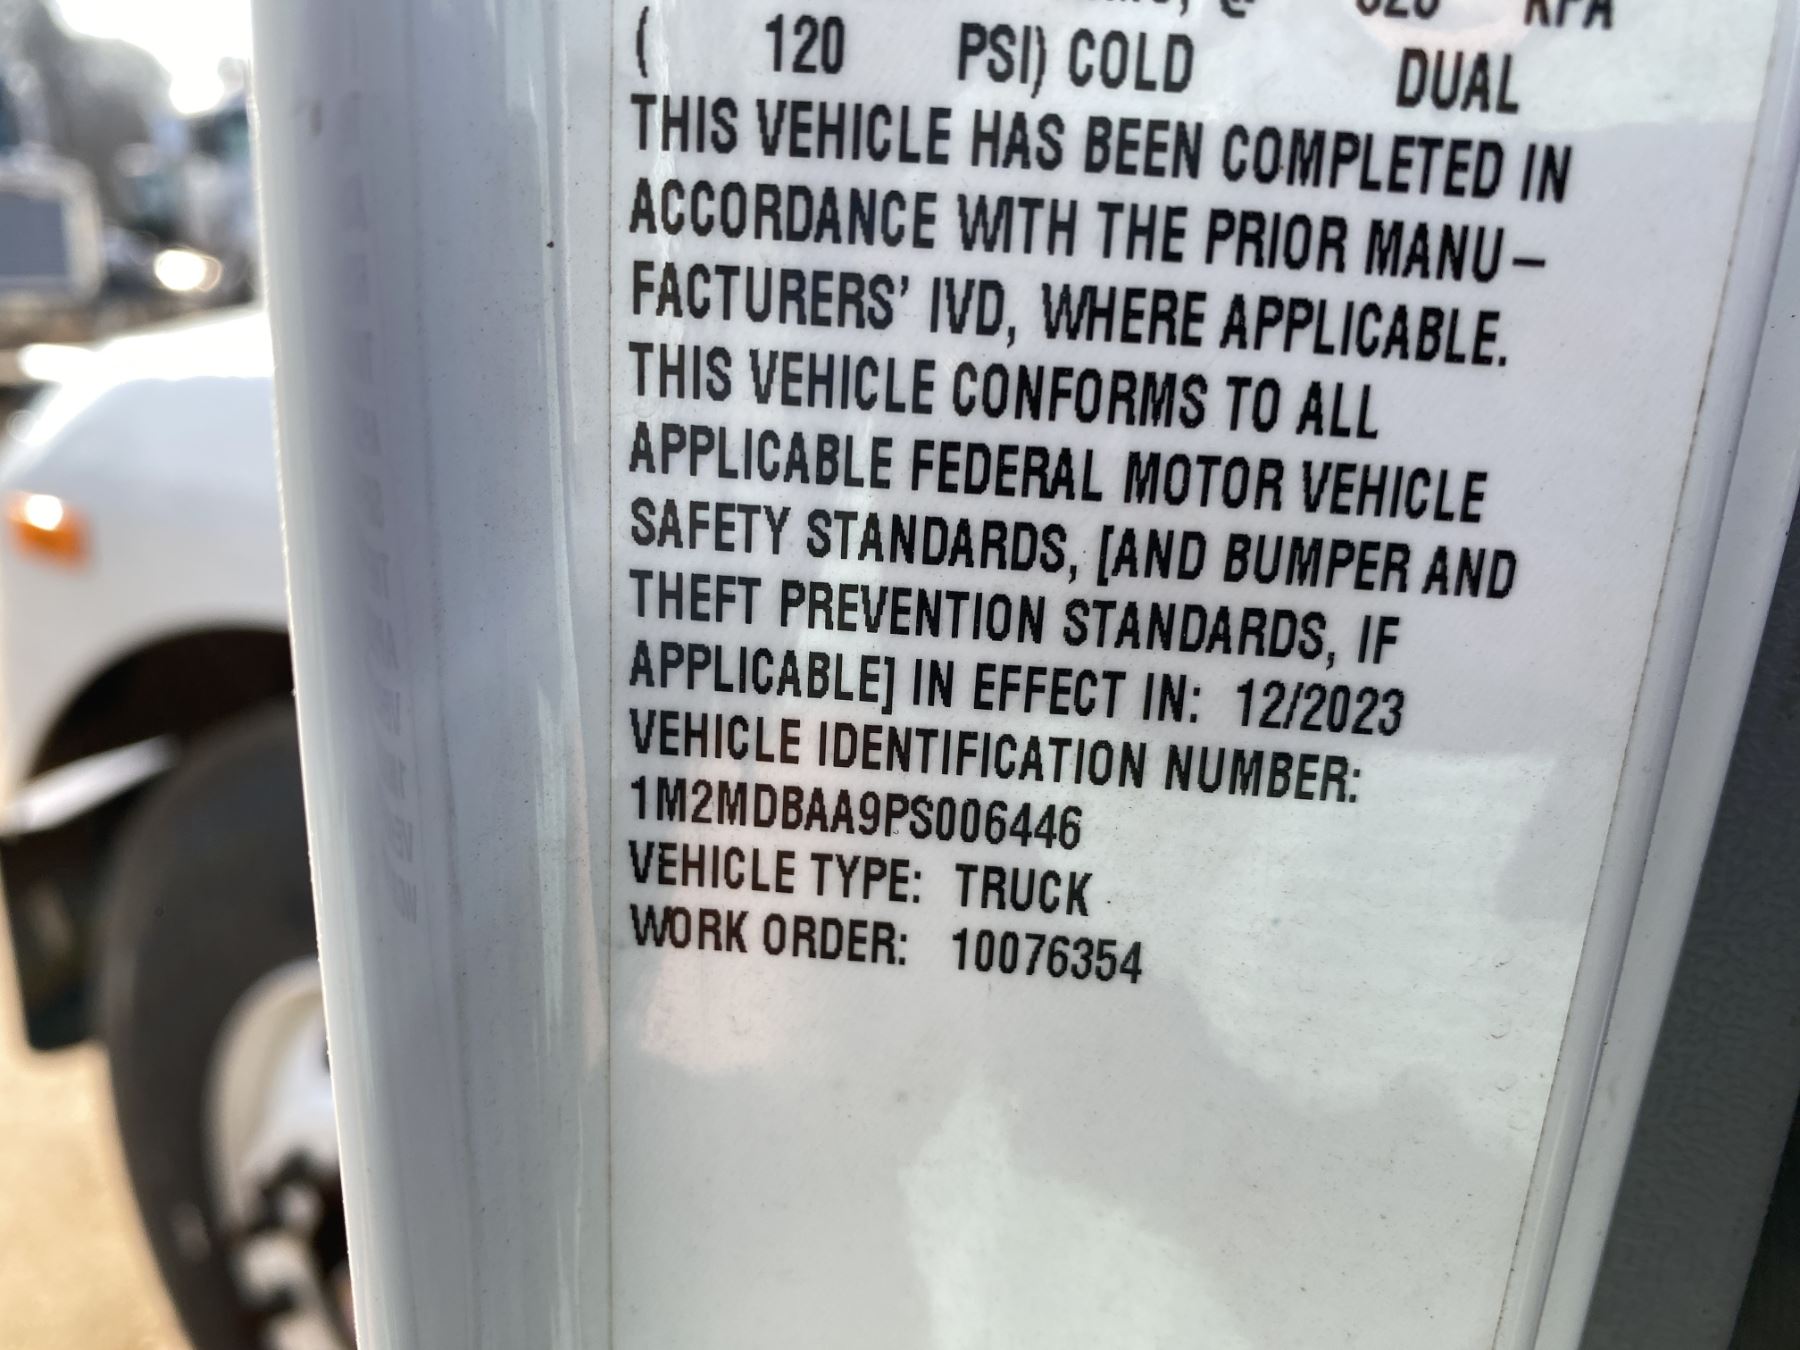 KPA
( 120 PSI) COLD DUAL
THIS VEHICLE HAS BEEN COMPLETED IN
ACCORDANCE WITH THE PRIOR MANU–
FACTURERS' IVD, WHERE APPLICABLE.
THIS VEHICLE CONFORMS TO ALL
APPLICABLE FEDERAL MOTOR VEHICLE
SAFETY STANDARDS, [AND BUMPER AND
THEFT PREVENTION STANDARDS, IF
APPLICABLE] IN EFFECT IN: 12/2023
VEHICLE IDENTIFICATION NUMBER:
1M2MDBAA9PS006446
VEHICLE TYPE: TRUCK
WORK ORDER: 10076354